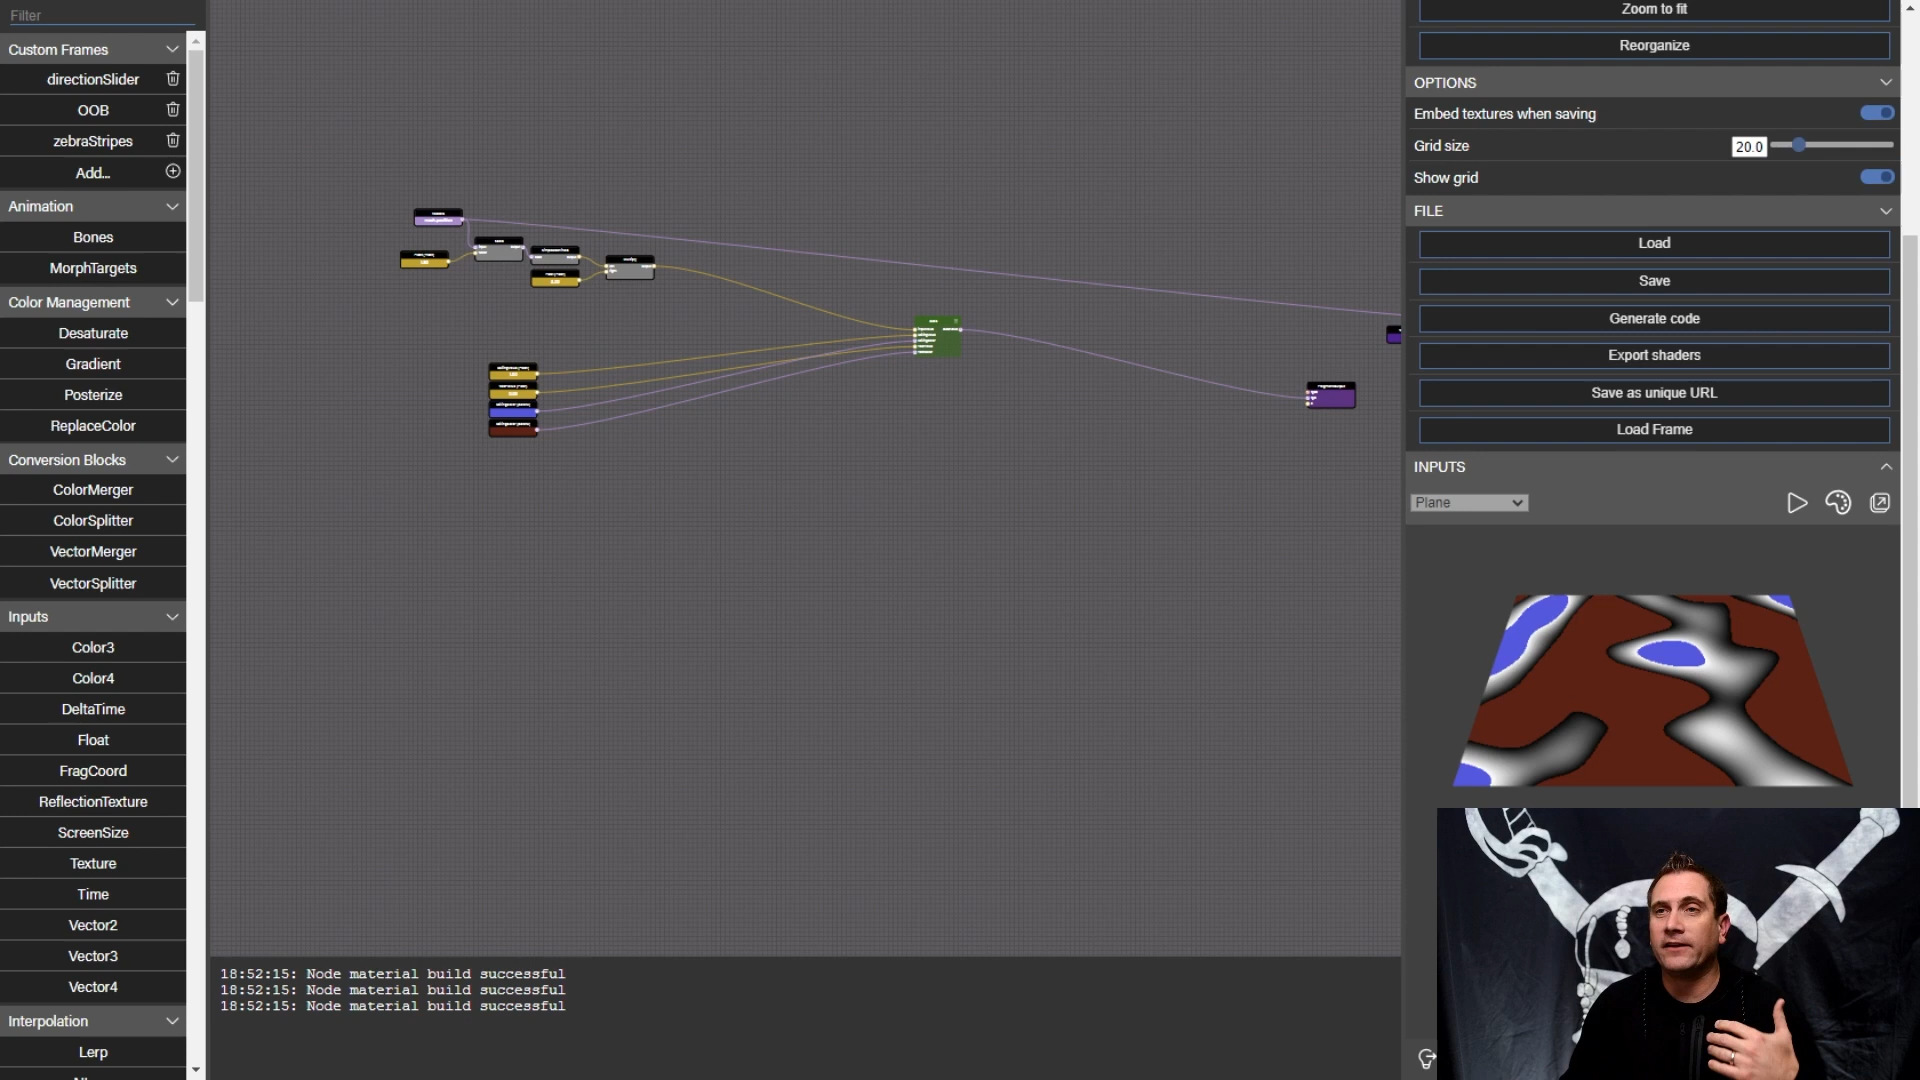 Filter
Custom Frames
directionSlider
OOB
zebraStripes
Add...
Animation
Bones
MorphTargets
Color Management
Desaturate
Gradient
Posterize
ReplaceColor
Conversion Blocks
ColorMerger
ColorSplitter
VectorMerger
VectorSplitter
Inputs
Color3
Color4
DeltaTime
Float
FragCoord
ReflectionTexture
ScreenSize
Texture
Time
Vector2
Vector3
Vector4
Interpolation
Lerp
18:52:15: Node material build successful
18:52:15: Node material build successful
18:52:15: Node material build successful
Zoom to fit
Reorganize
OPTIONS
Embed textures when saving
Grid size
20.0
Show grid
FILE
Load
Save
Generate code
Export shaders
Save as unique URL
Load Frame
INPUTS
Plane